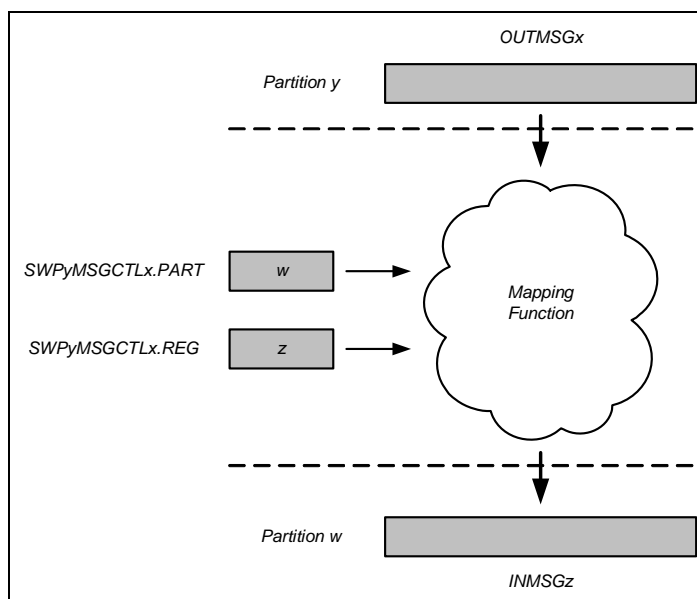 OUTMSGx
Partition y
SWPyMSGCTLx.PART
w
Mapping
Function
SWPyMSGCTLx.REG
z
Partition w
INMSGz